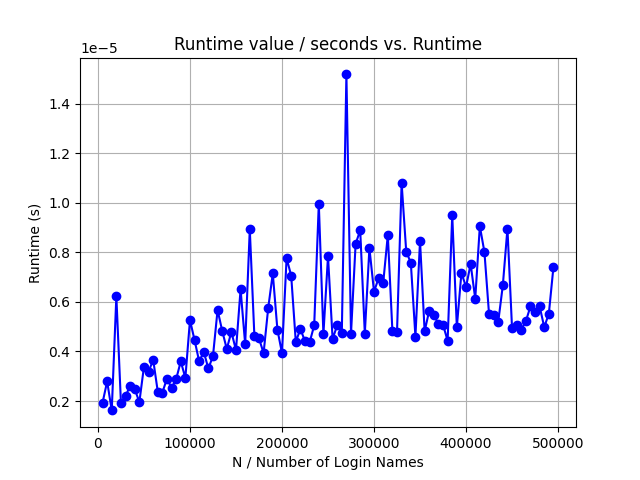 Runtime value / seconds vs. Runtime
1e−5
1.4
1.2
1.0
0.8
0.6
0.4
0.2
Runtime (s)
0 100000 200000 300000 400000 500000
N / Number of Login Names